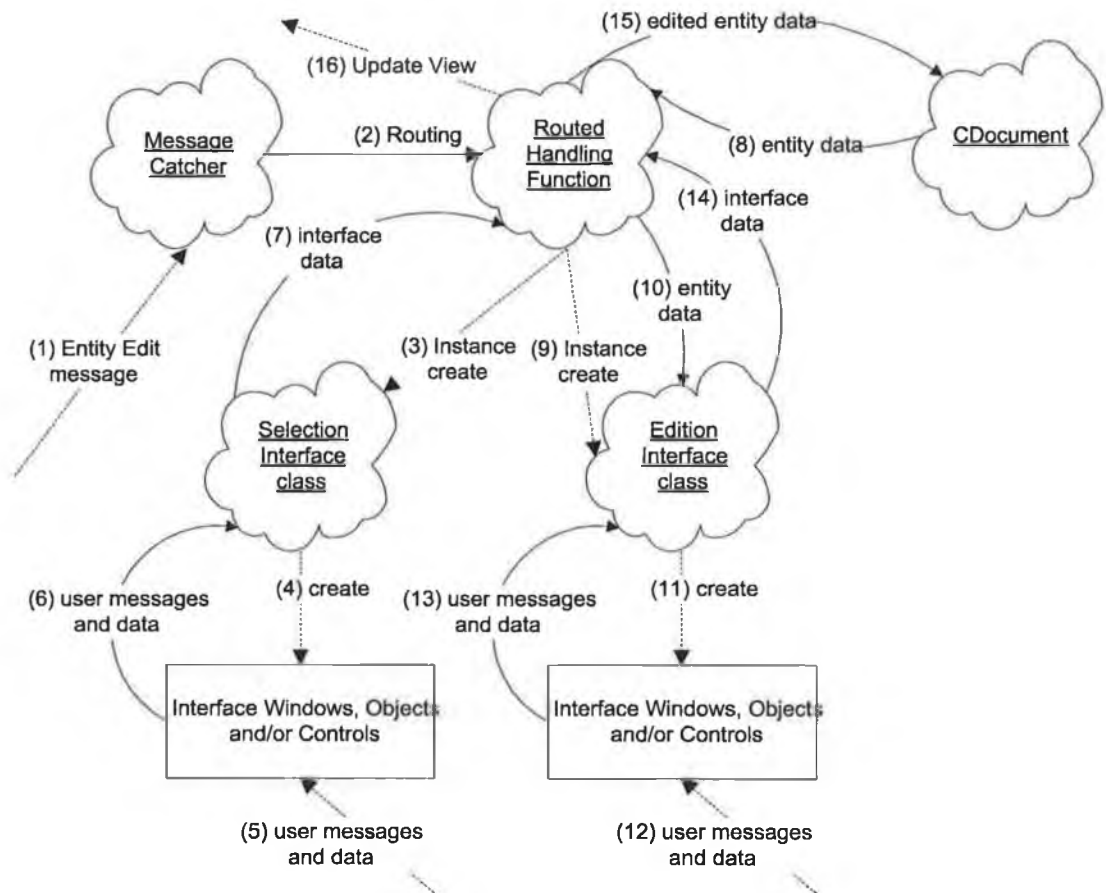 (15) edited entity data
(16) Update View
Message
Catcher
(2) Routing
Routed
Handling
Function
(8) entity data
CDocument
(14) interface
data
(7) interface
data
(10) entity
data
(1) Entity Edit
message
(3) Instance
create
(9) Instance
create
Selection
Interface
class
Edition
Interface
class
(6) user messages
and data
(4) create
(13) user messages
and data
(11) create
Interface Windows, Objects
and/or Controls
Interface Windows, Objects
and/or Controls
(5) user messages
and data
(12) user messages
and data